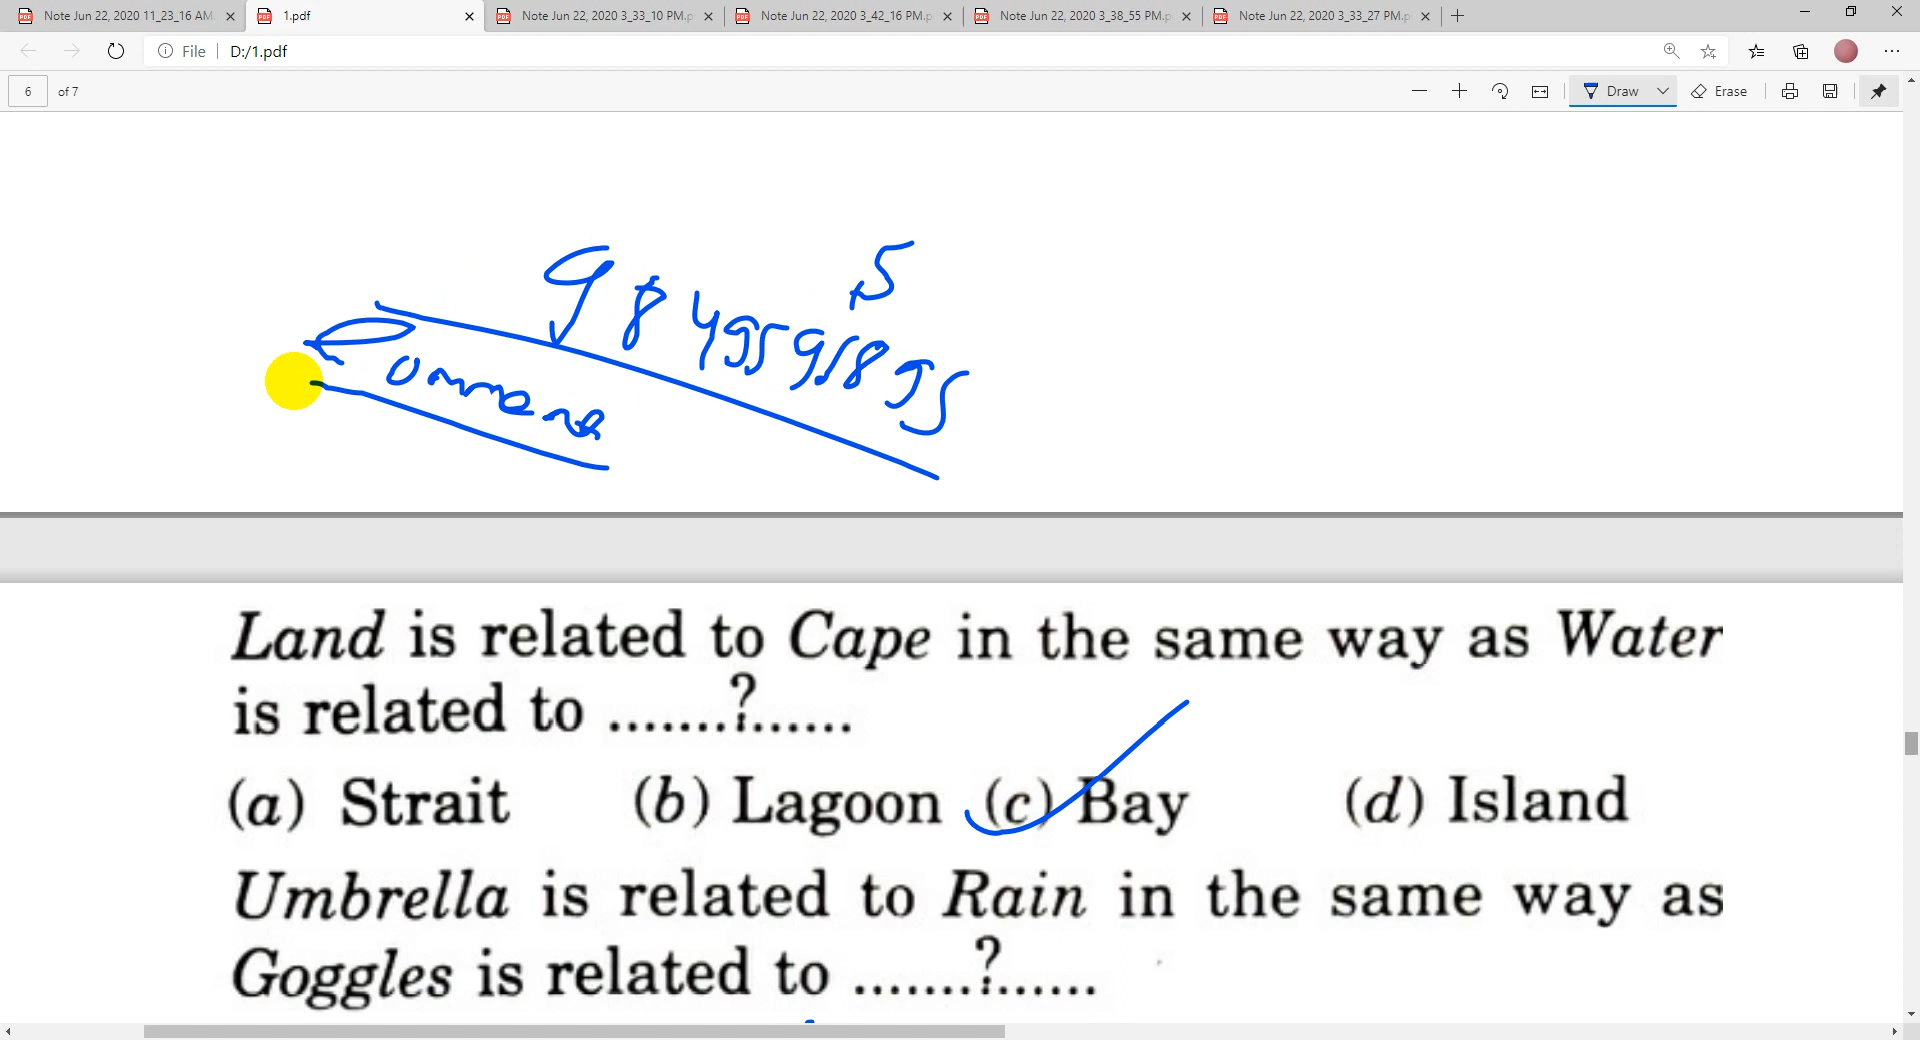 Note Jun 22, 2020 11_23_16 AM.
1.pdf
Note Jun 22, 2020 3_33_10 PM.p
Note Jun 22, 2020 3_42_16 PM.p
Note Jun 22, 2020 3_38_55 PM.p
Note Jun 22, 2020 3_33_27 PM.p
File D:/1.pdf
6 of 7
Draw Erase
5
Land is related to Cape in the same way as Water
is related to .......?......
(a) Strait (b) Lagoon (c) Bay (d) Island
Umbrella is related to Rain in the same way as
Goggles is related to .......?......